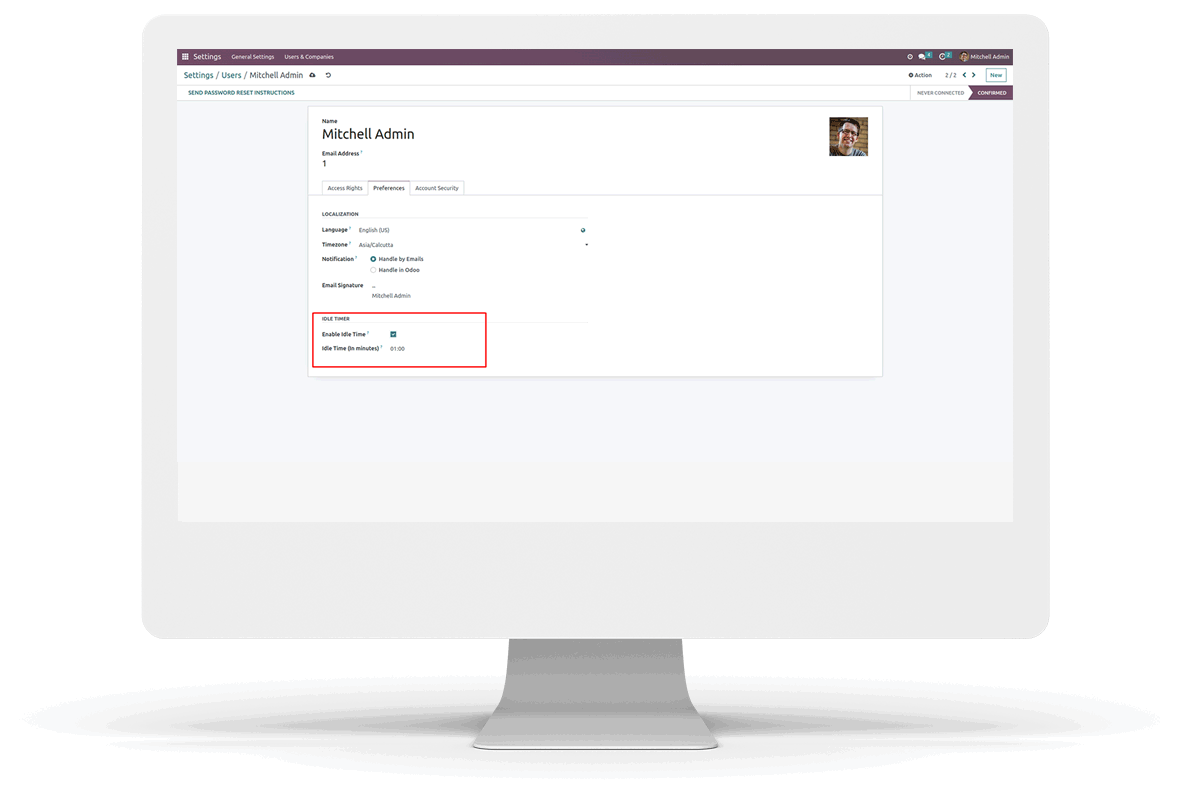 Settings General Settings Users & Companies 4 2 Mitchell Admin
Settings / Users / Mitchell Admin Action 2 / 2 New
SEND PASSWORD RESET INSTRUCTIONS NEVER CONNECTED CONFIRMED
Name
Mitchell Admin
Email Address ?
1
Access Rights Preferences Account Security
LOCALIZATION
Language ? English (US)
Timezone ? Asia/Calcutta
Notification ? Handle by Emails
Handle in Odoo
Email Signature --
Mitchell Admin
IDLE TIMER
Enable Idle Time ?
Idle Time (In minutes) ? 01:00